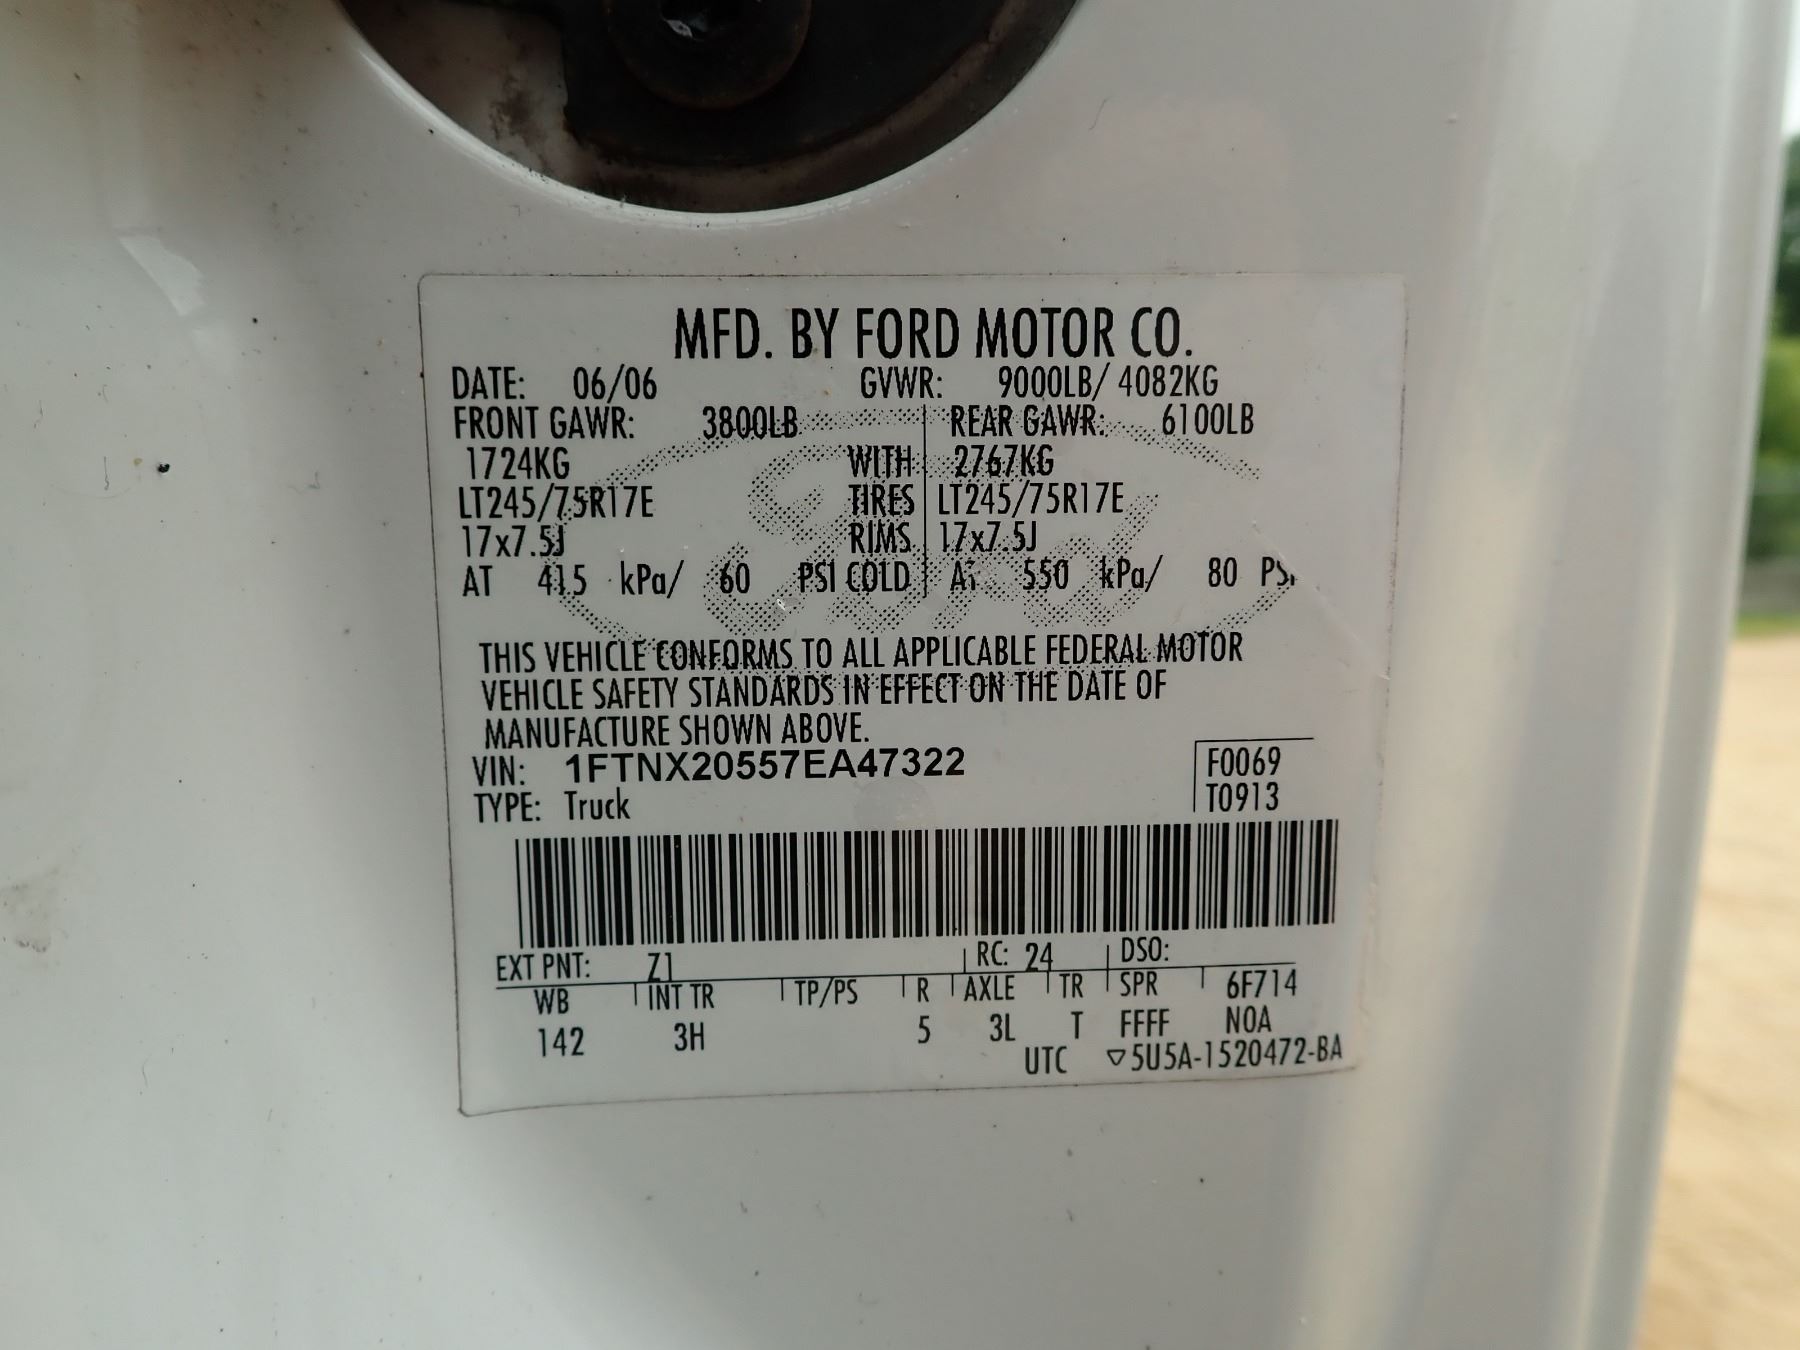 MFD. BY FORD MOTOR CO.
DATE: 06/06 GVWR: 9000LB/ 4082KG
FRONT GAWR: 3800LB REAR GAWR: 6100LB
1724KG WITH 2767KG
LT245/75R17E TIRES LT245/75R17E
17x7.5J RIMS 17x7.5J
AT 415 kPa/ 60 PSI COLD AT 550 kPa/ 80 PSI
THIS VEHICLE CONFORMS TO ALL APPLICABLE FEDERAL MOTOR
VEHICLE SAFETY STANDARDS IN EFFECT ON THE DATE OF
MANUFACTURE SHOWN ABOVE.
VIN: 1FTNX20557EA47322 F0069
TYPE: Truck T0913
EXT PNT: Z1 RC: 24 DSO:
WB INT TR TP/PS R AXLE TR SPR 6F714
142 3H 5 3L T FFFF NOA
UTC ▽5U5A-1520472-BA